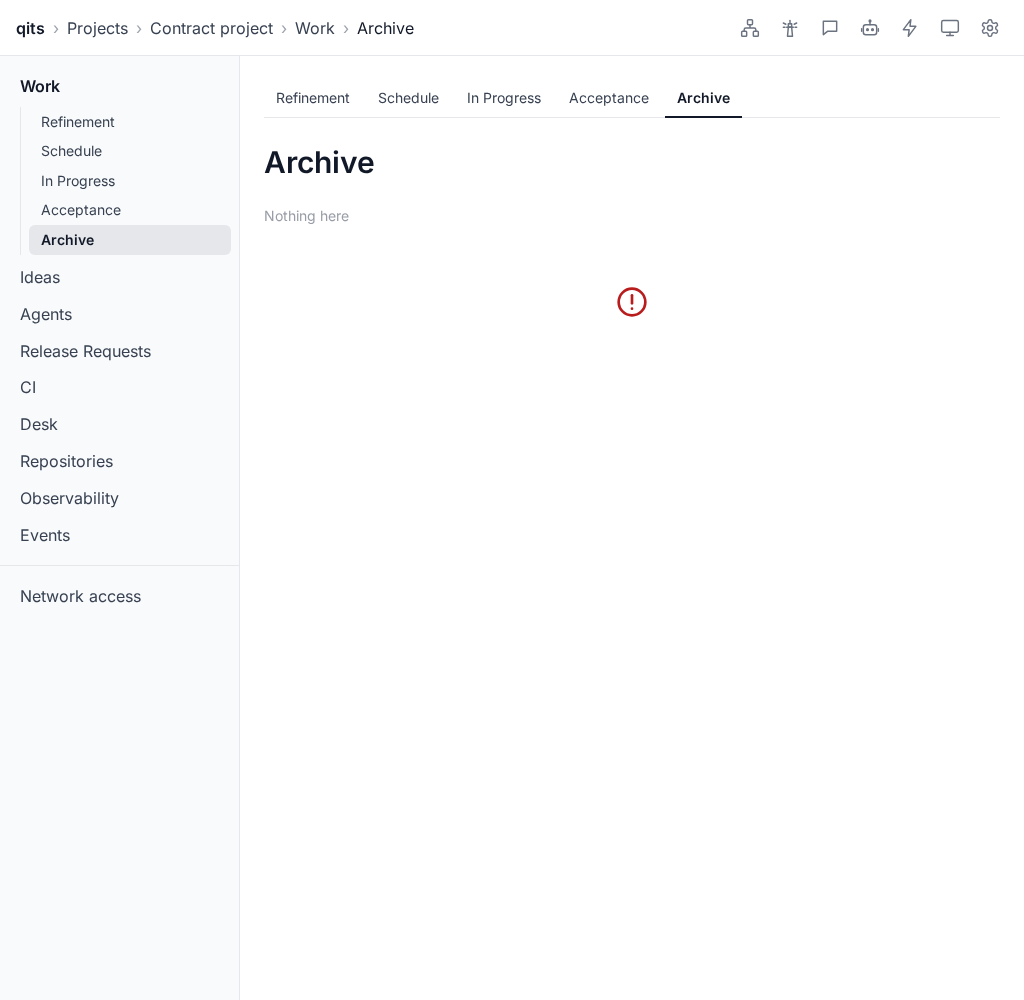 qits › Projects › Contract project › Work › Archive
Work
Refinement
Schedule
In Progress
Acceptance
Archive
Ideas
Agents
Release Requests
CI
Desk
Repositories
Observability
Events
Network access
Refinement Schedule In Progress Acceptance Archive
Archive
Nothing here